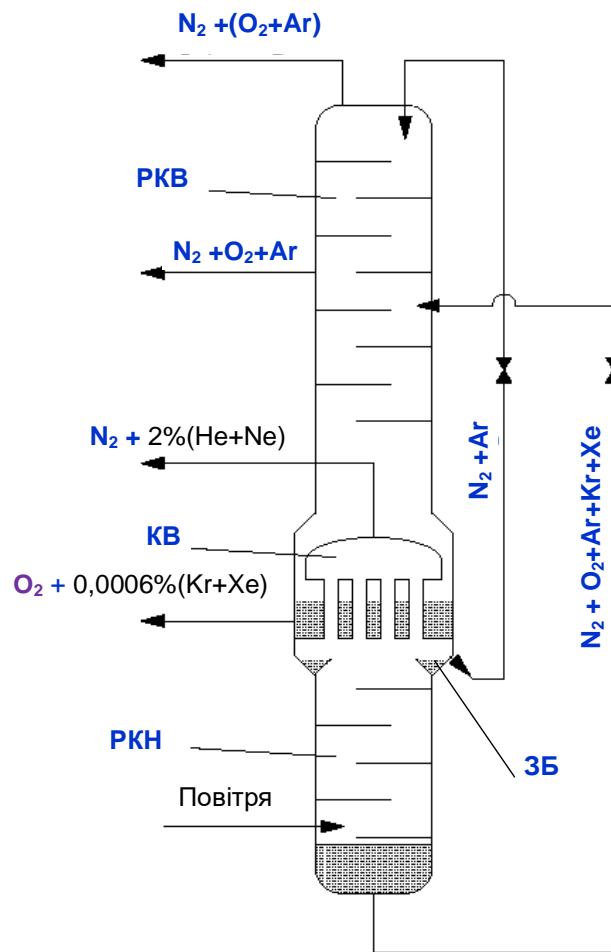 N₂ +(O₂+Ar)
РКВ
N₂ +O₂+Ar
N₂ + 2%(He+Ne)
N₂ +Ar
N₂ + O₂+Ar+Kr+Xe
КВ
O₂ + 0,0006%(Kr+Xe)
РКН
ЗБ
Повітря